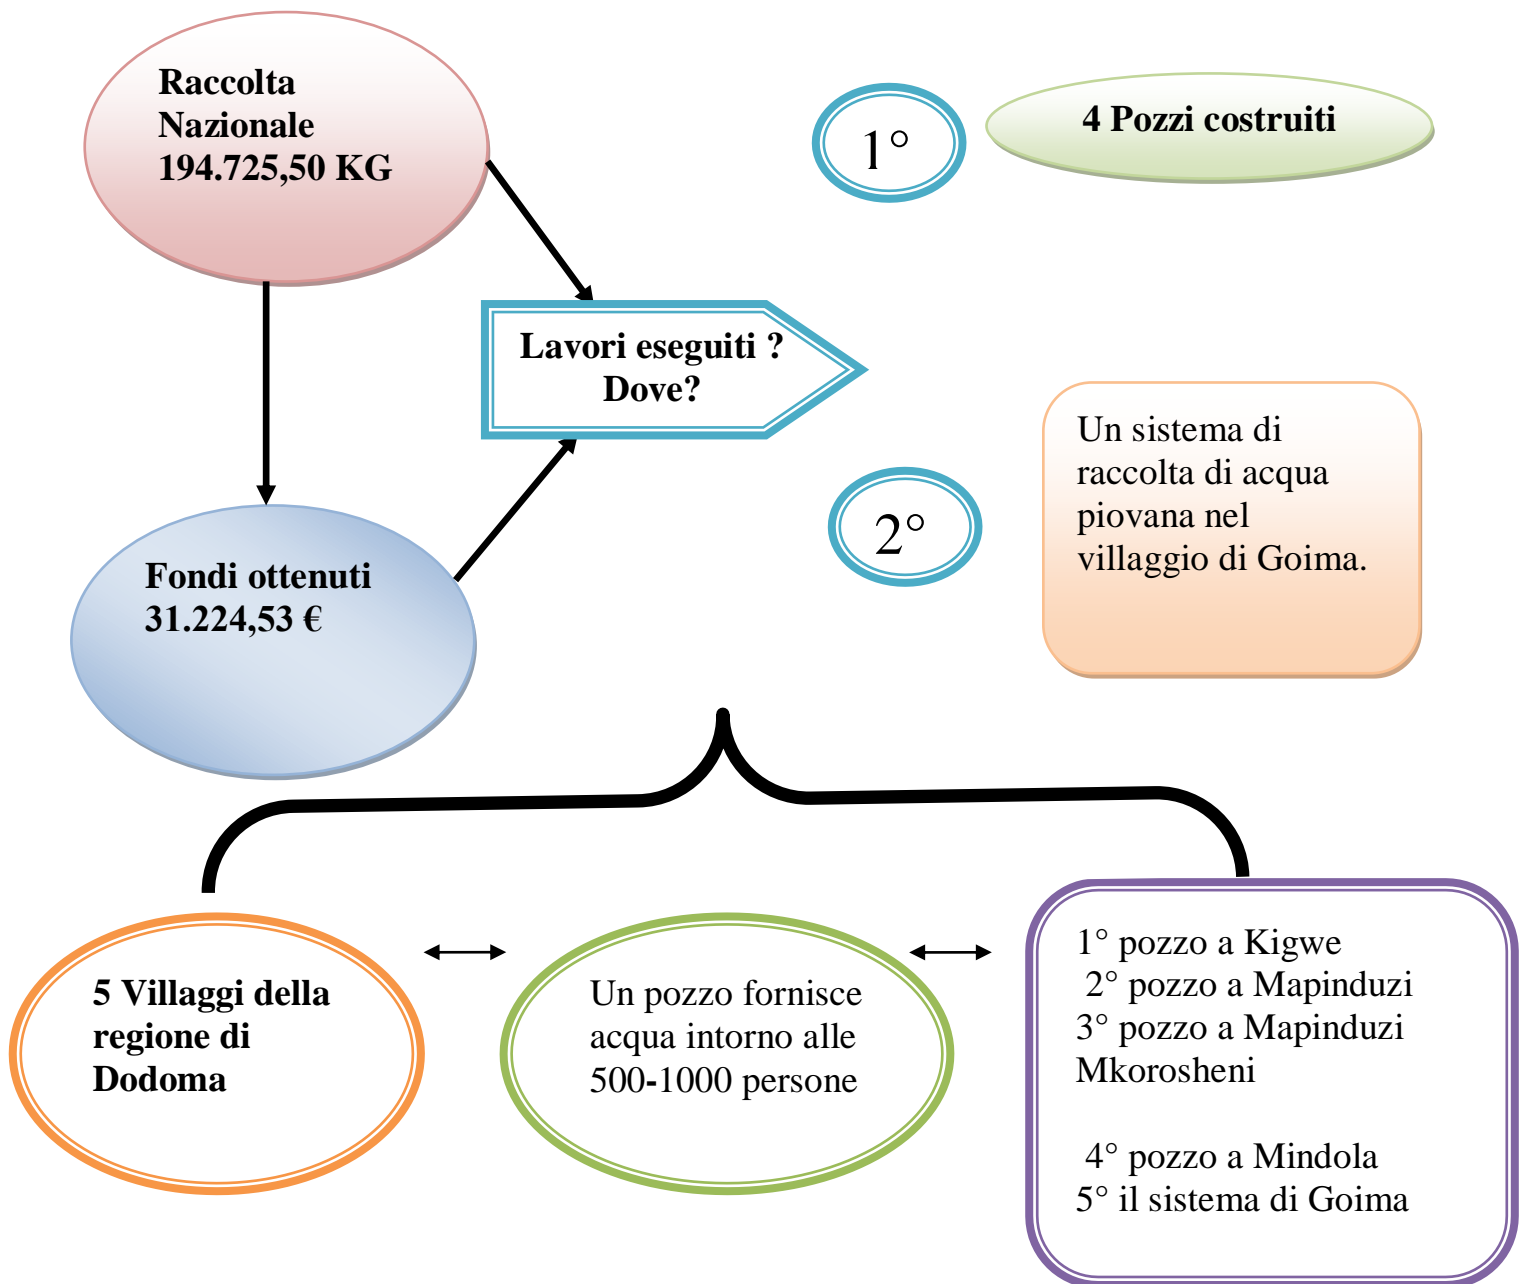 Raccolta
Nazionale
194.725,50 KG
1°
4 Pozzi costruiti
Lavori eseguiti ?
Dove?
Un sistema di
raccolta di acqua
piovana nel
villaggio di Goima.
2°
Fondi ottenuti
31.224,53 €
5 Villaggi della
regione di
Dodoma
Un pozzo fornisce
acqua intorno alle
500-1000 persone
1° pozzo a Kigwe
2° pozzo a Mapinduzi
3° pozzo a Mapinduzi
Mkorosheni
4° pozzo a Mindola
5° il sistema di Goima